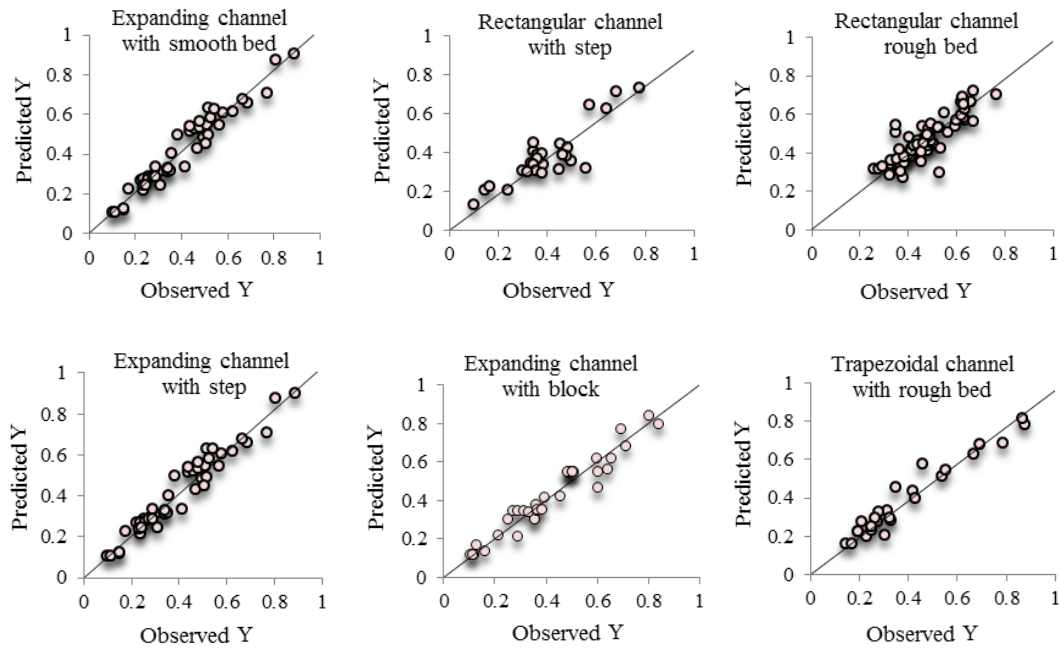 Expanding channel
with smooth bed
1
0.8
0.6
0.4
0.2
0
0 0.2 0.4 0.6 0.8 1
Predicted Y
Observed Y
Rectangular channel
with step
1
0.8
0.6
0.4
0.2
0
0 0.2 0.4 0.6 0.8 1
Predicted Y
Observed Y
Rectangular channel
rough bed
1
0.8
0.6
0.4
0.2
0
0 0.2 0.4 0.6 0.8 1
Predicted Y
Observed Y
Expanding channel
with step
1
0.8
0.6
0.4
0.2
0
0 0.2 0.4 0.6 0.8 1
Predicted Y
Observed Y
Expanding channel
with block
1
0.8
0.6
0.4
0.2
0
0 0.2 0.4 0.6 0.8 1
Predicted Y
Observed Y
Trapezoidal channel
with rough bed
1
0.8
0.6
0.4
0.2
0
0 0.2 0.4 0.6 0.8 1
Predicted Y
Observed Y